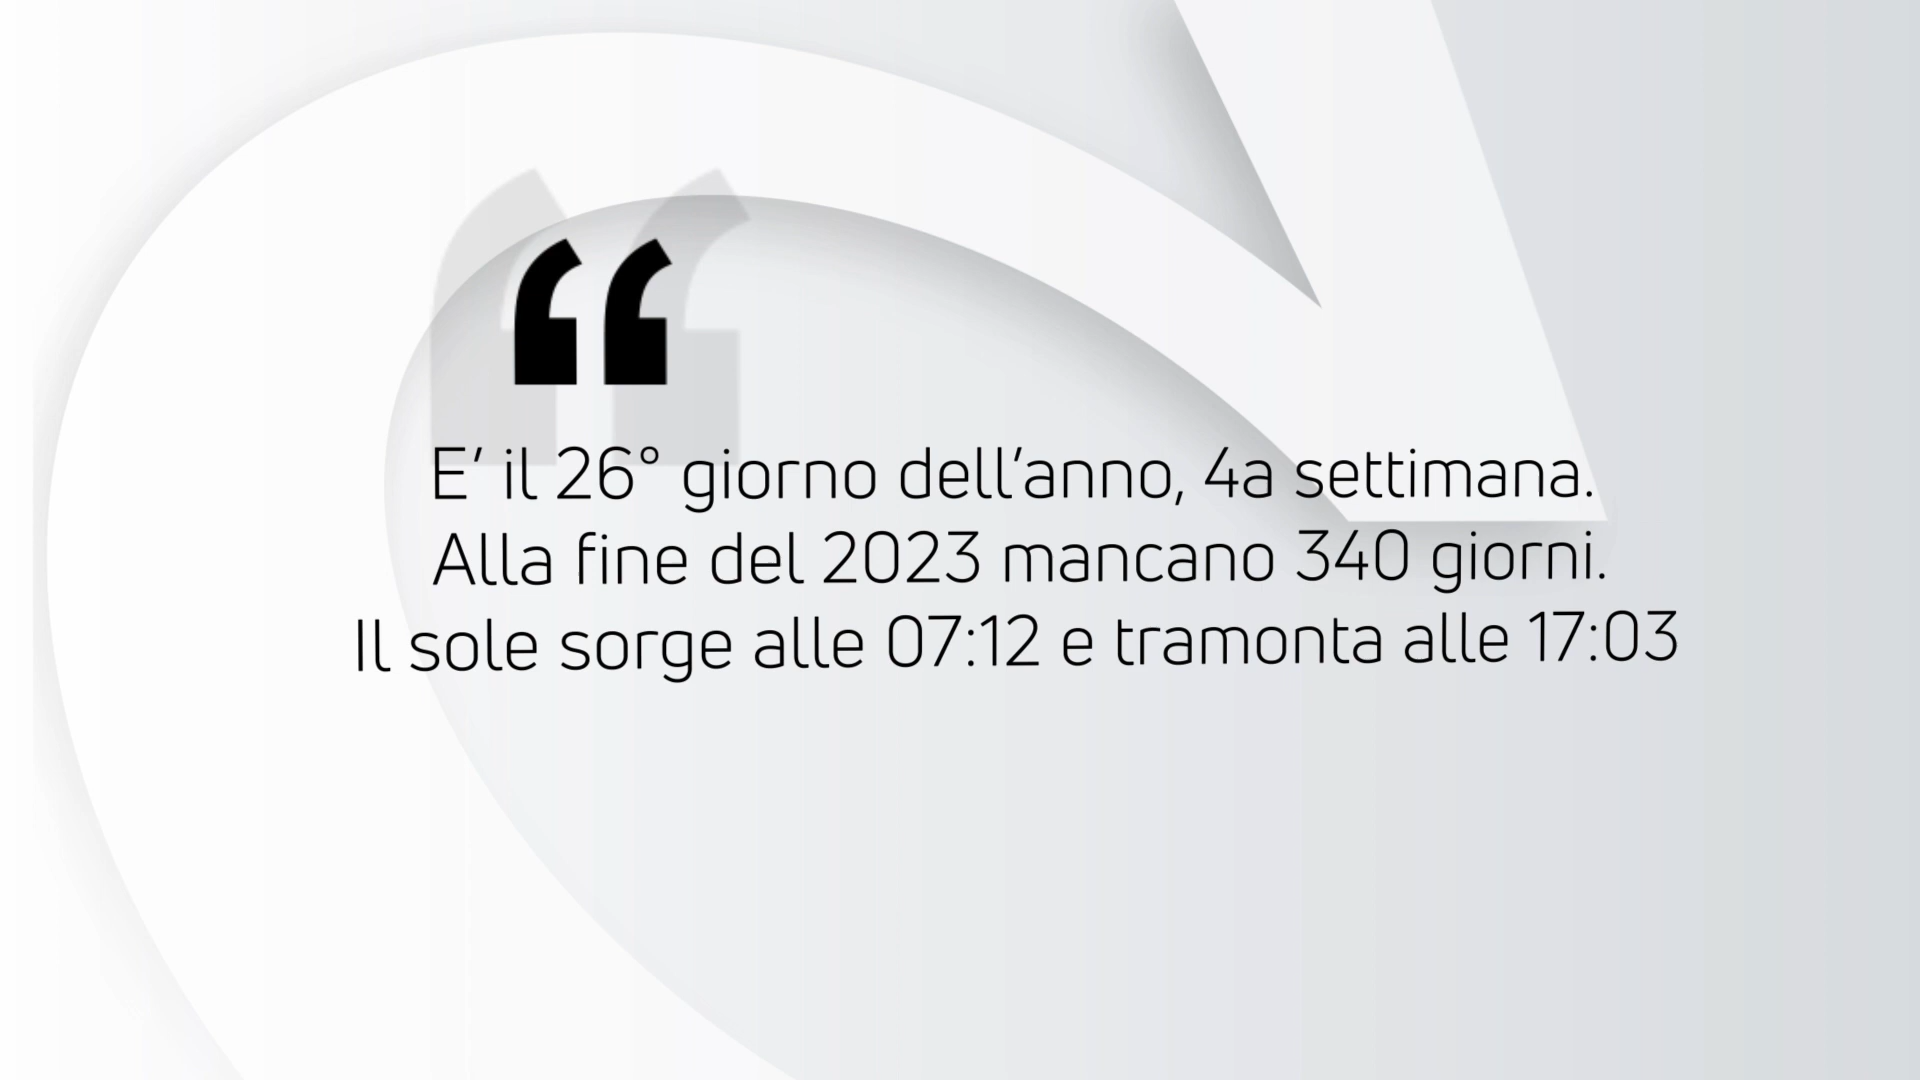 “
E’ il 26° giorno dell’anno, 4a settimana.
Alla fine del 2023 mancano 340 giorni.
Il sole sorge alle 07:12 e tramonta alle 17:03